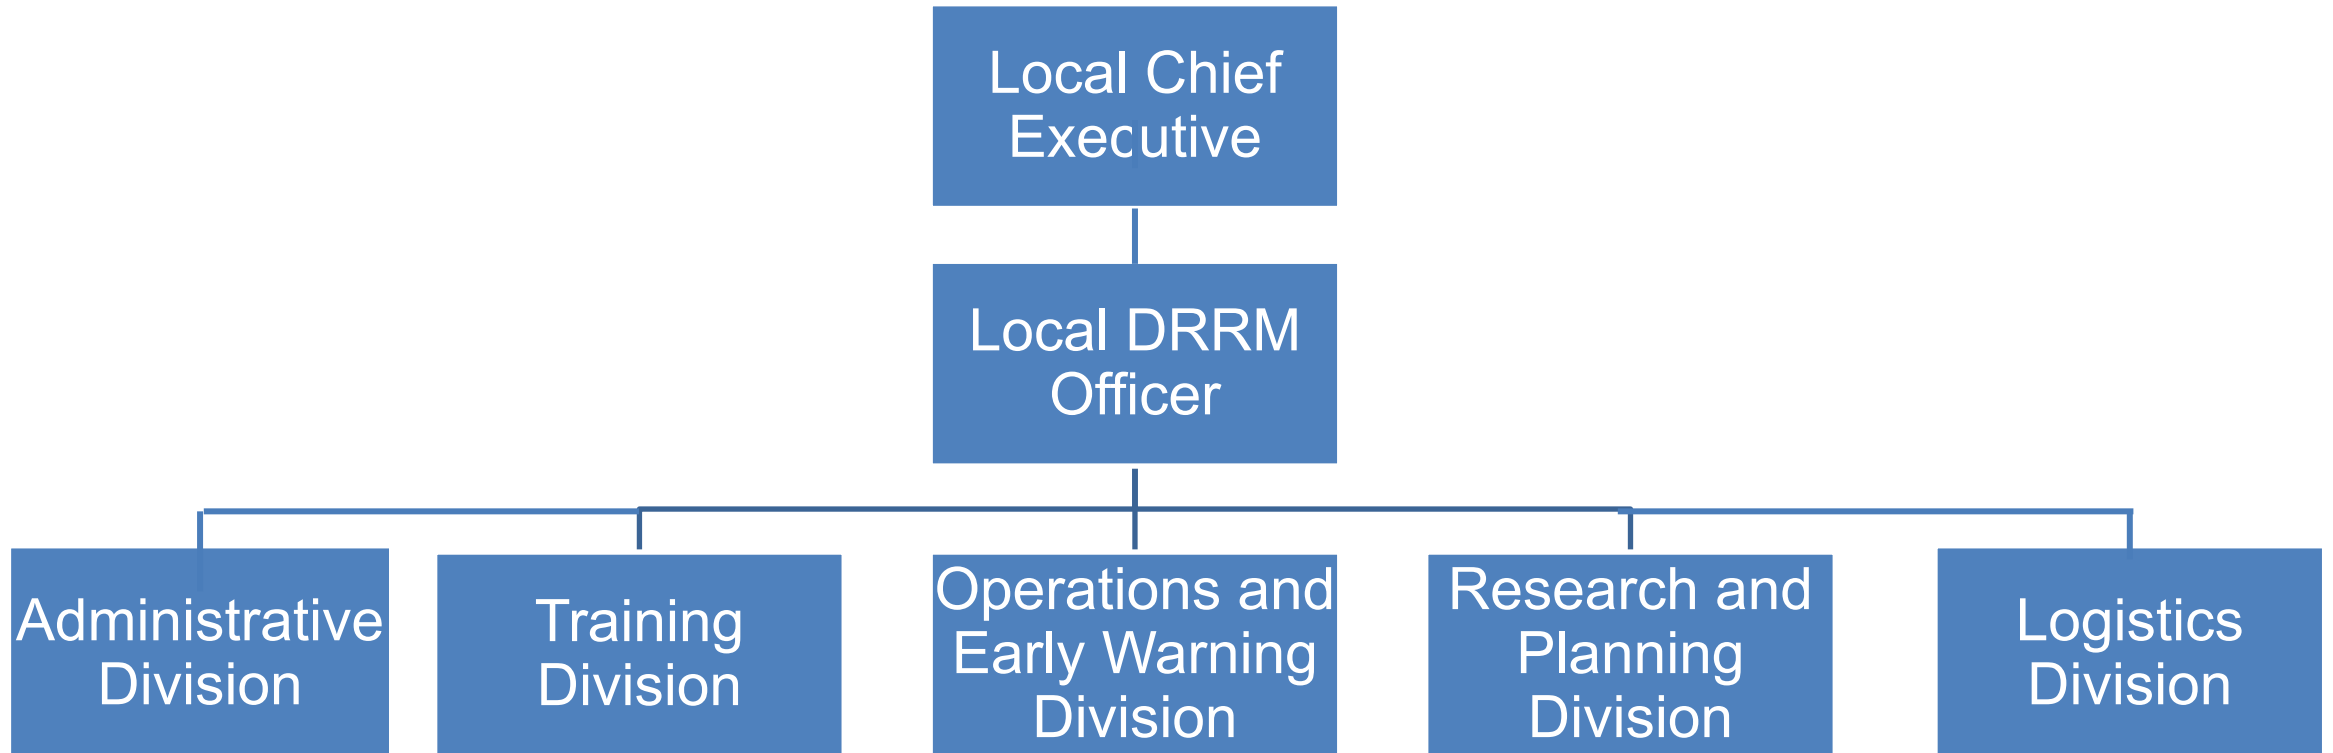 Local Chief
Executive
Local DRRM
Officer
Administrative
Division
Training
Division
Operations and
Early Warning
Division
Research and
Planning
Division
Logistics
Division